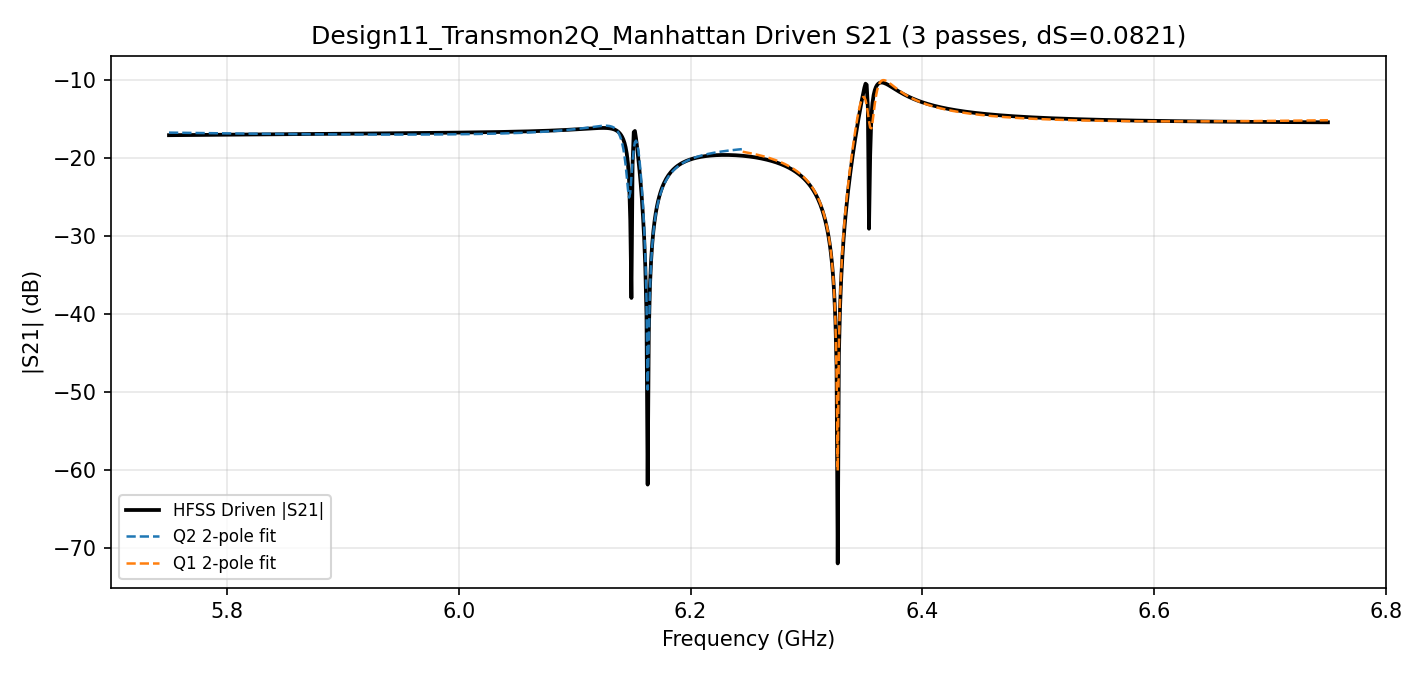 Design11_Transmon2Q_Manhattan Driven S21 (3 passes, dS=0.0821)
|S21| (dB)
−10
−20
−30
−40
−50
−60
−70
HFSS Driven |S21|
Q2 2-pole fit
Q1 2-pole fit
5.8 6.0 6.2 6.4 6.6 6.8
Frequency (GHz)